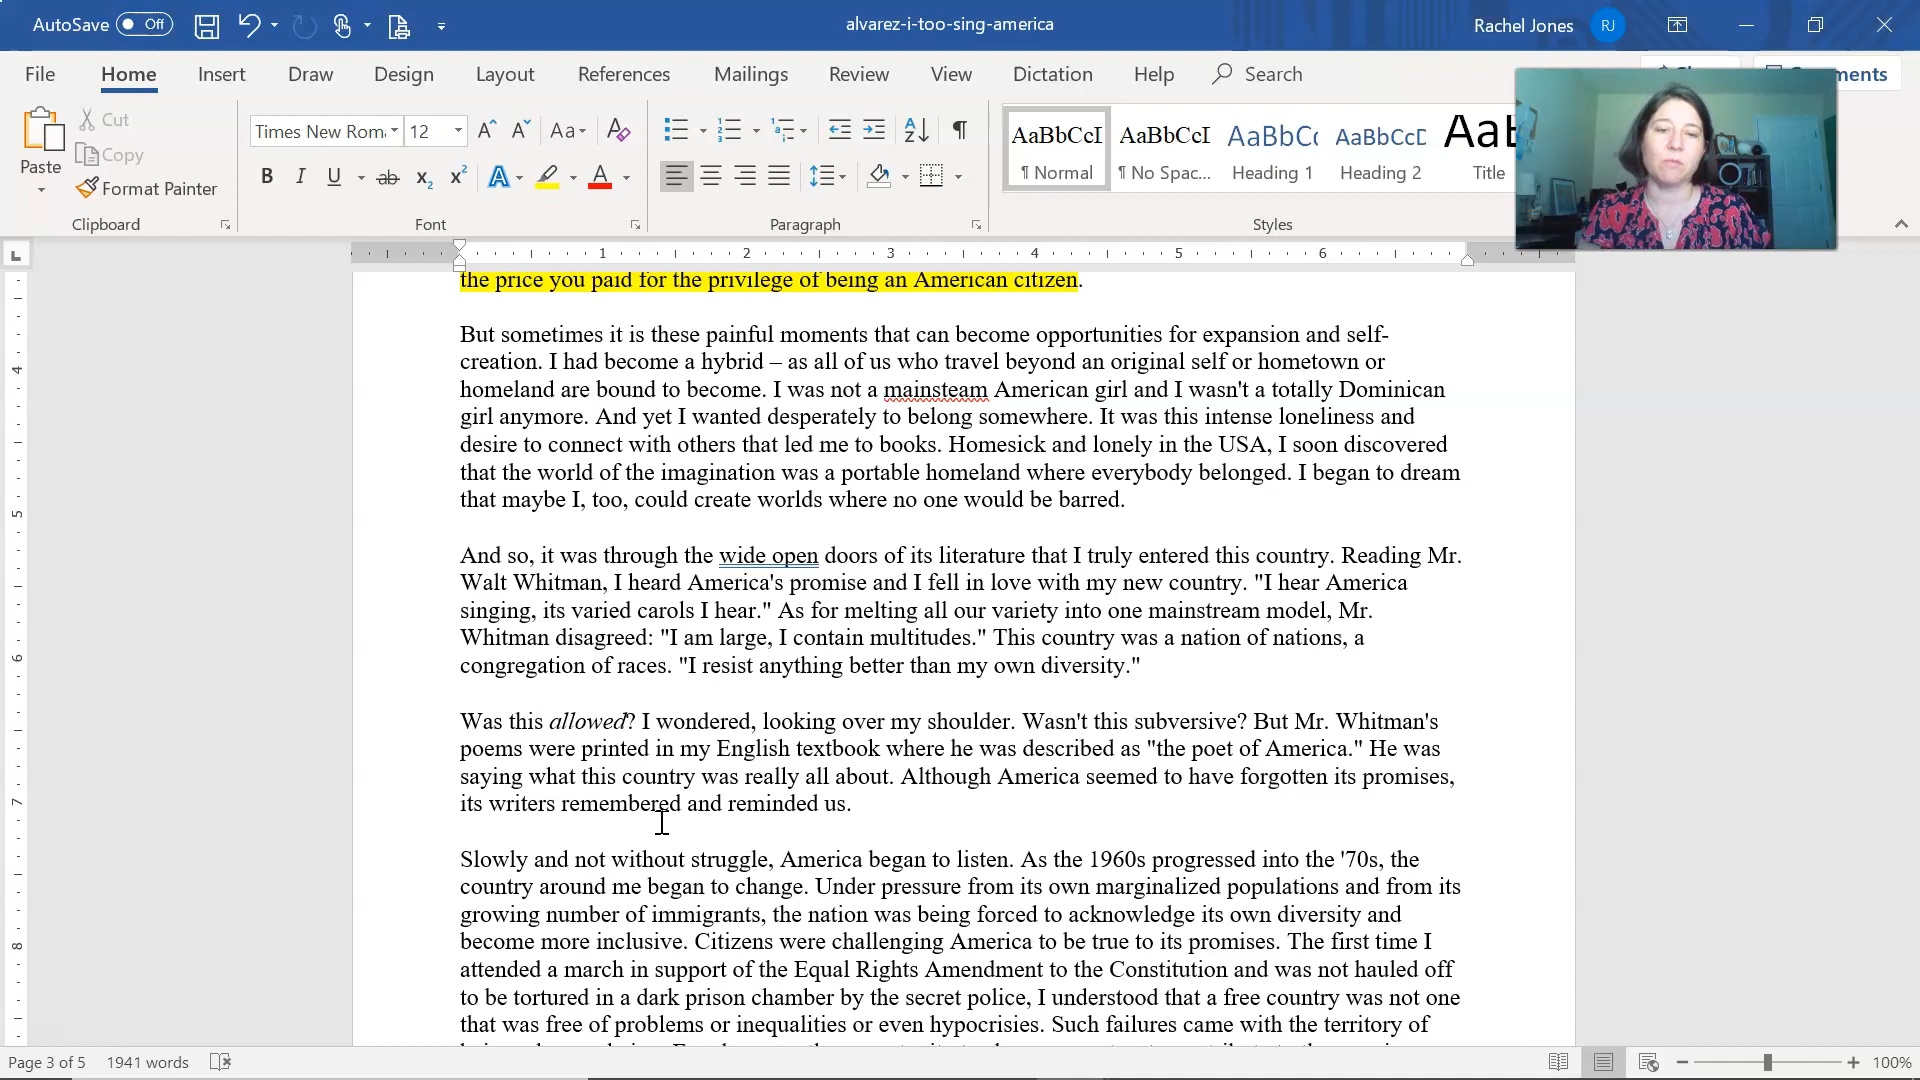 AutoSave Off alvarez-i-too-sing-america Rachel Jones RJ
File Home Insert Draw Design Layout References Mailings Review View Dictation Help Search
Paste Cut Copy Format Painter
Times New Rom 12 Aa
B I U ab x₂ x² A A
AaBbCcI AaBbCcI AaBbCc AaBbCcD AaB
¶ Normal ¶ No Spac... Heading 1 Heading 2 Title
Clipboard Font Paragraph Styles
1 2 3 4 5 6
the price you paid for the privilege of being an American citizen.
But sometimes it is these painful moments that can become opportunities for expansion and self-
creation. I had become a hybrid – as all of us who travel beyond an original self or hometown or
homeland are bound to become. I was not a mainsteam American girl and I wasn't a totally Dominican
girl anymore. And yet I wanted desperately to belong somewhere. It was this intense loneliness and
desire to connect with others that led me to books. Homesick and lonely in the USA, I soon discovered
that the world of the imagination was a portable homeland where everybody belonged. I began to dream
that maybe I, too, could create worlds where no one would be barred.
And so, it was through the wide open doors of its literature that I truly entered this country. Reading Mr.
Walt Whitman, I heard America's promise and I fell in love with my new country. "I hear America
singing, its varied carols I hear." As for melting all our variety into one mainstream model, Mr.
Whitman disagreed: "I am large, I contain multitudes." This country was a nation of nations, a
congregation of races. "I resist anything better than my own diversity."
Was this allowed? I wondered, looking over my shoulder. Wasn't this subversive? But Mr. Whitman's
poems were printed in my English textbook where he was described as "the poet of America." He was
saying what this country was really all about. Although America seemed to have forgotten its promises,
its writers remembered and reminded us.
Slowly and not without struggle, America began to listen. As the 1960s progressed into the '70s, the
country around me began to change. Under pressure from its own marginalized populations and from its
growing number of immigrants, the nation was being forced to acknowledge its own diversity and
become more inclusive. Citizens were challenging America to be true to its promises. The first time I
attended a march in support of the Equal Rights Amendment to the Constitution and was not hauled off
to be tortured in a dark prison chamber by the secret police, I understood that a free country was not one
that was free of problems or inequalities or even hypocrisies. Such failures came with the territory of
4
5
6
7
8
Page 3 of 5 1941 words 100%